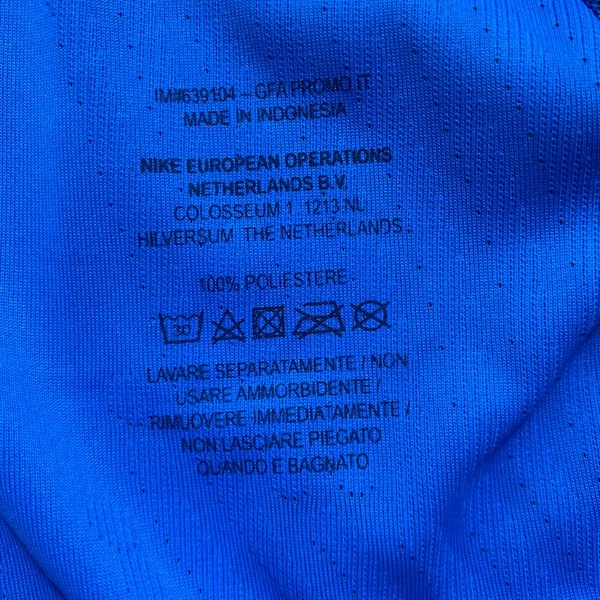 IM#639104 - GFA PROMO IT
MADE IN INDONESIA
NIKE EUROPEAN OPERATIONS
NETHERLANDS B.V.
COLOSSEUM 1 1213 NL
HILVERSUM THE NETHERLANDS
100% POLIESTERE
30
LAVARE SEPARATAMENTE / NON
USARE AMMORBIDENTE /
RIMUOVERE IMMEDIATAMENTE /
NON LASCIARE PIEGATO
QUANDO E BAGNATO